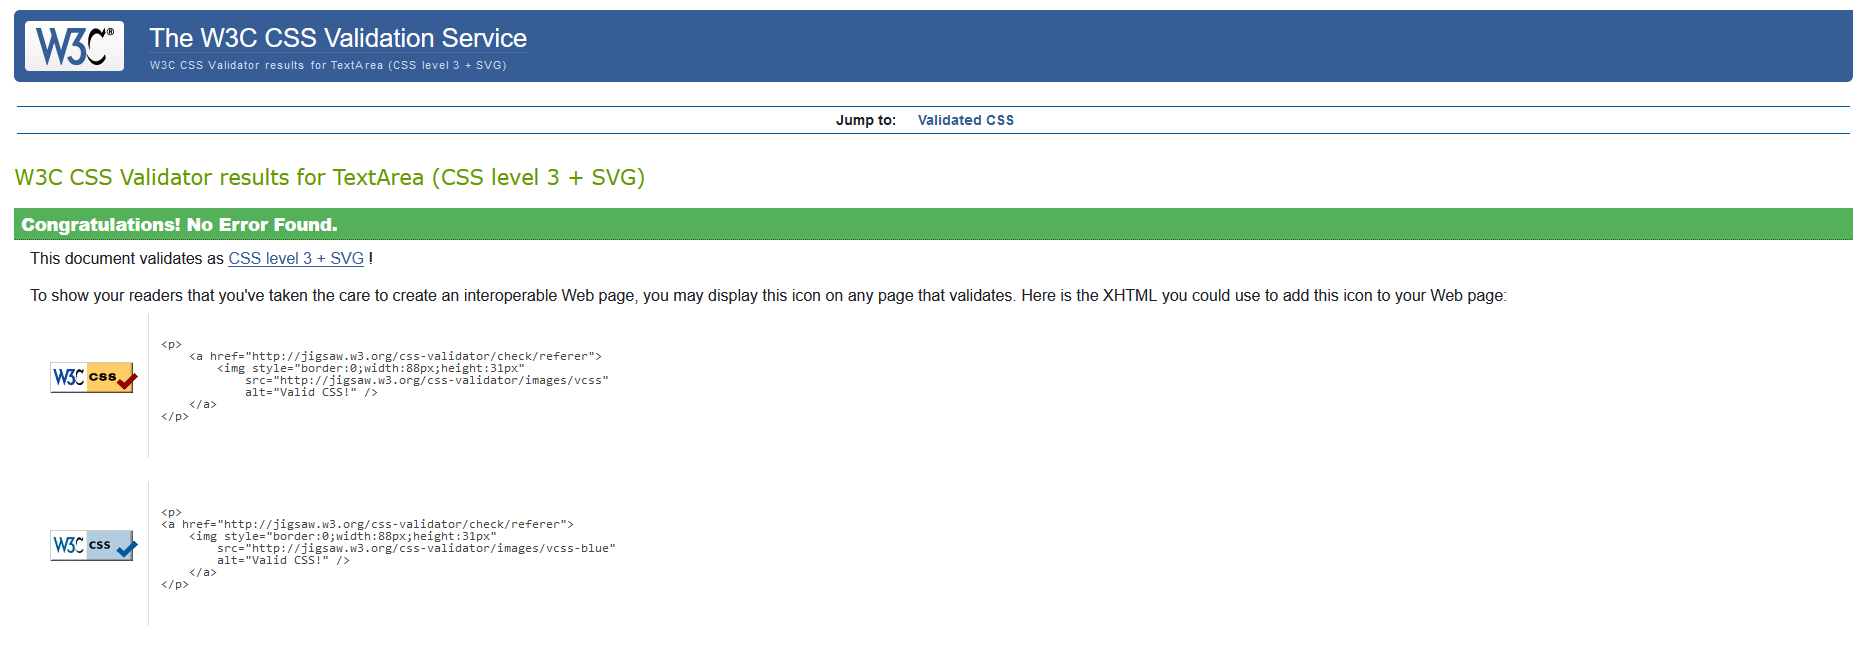 W3C®
The W3C CSS Validation Service
W3C CSS Validator results for TextArea (CSS level 3 + SVG)
Jump to: Validated CSS
W3C CSS Validator results for TextArea (CSS level 3 + SVG)
Congratulations! No Error Found.
This document validates as CSS level 3 + SVG !
To show your readers that you've taken the care to create an interoperable Web page, you may display this icon on any page that validates. Here is the XHTML you could use to add this icon to your Web page:
W3C css
<p>
    <a href="http://jigsaw.w3.org/css-validator/check/referer">
        <img style="border:0;width:88px;height:31px"
            src="http://jigsaw.w3.org/css-validator/images/vcss"
            alt="Valid CSS!" />
    </a>
</p>
W3C css
<p>
<a href="http://jigsaw.w3.org/css-validator/check/referer">
    <img style="border:0;width:88px;height:31px"
        src="http://jigsaw.w3.org/css-validator/images/vcss-blue"
        alt="Valid CSS!" />
    </a>
</p>